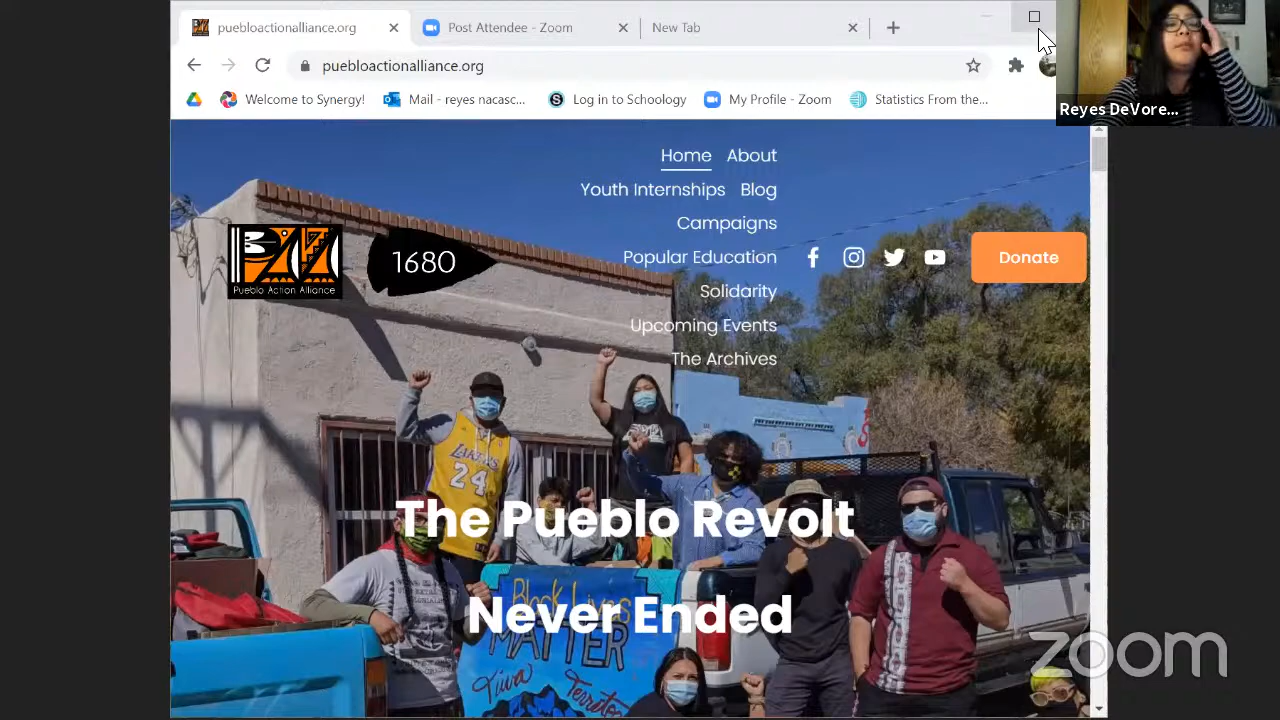 puebloactionalliance.org
Post Attendee - Zoom
New Tab
puebloactionalliance.org
Welcome to Synergy!
Mail - reyes nacasc...
Log in to Schoology
My Profile - Zoom
Statistics From the...
Reyes DeVore...
Home About
Youth Internships Blog
Campaigns
Popular Education
Solidarity
Upcoming Events
The Archives
Pueblo Action Alliance
1680
Donate
LAKERS
24
The Pueblo Revolt
Never Ended
Black Lives
MATTER
Tiwa
zoom